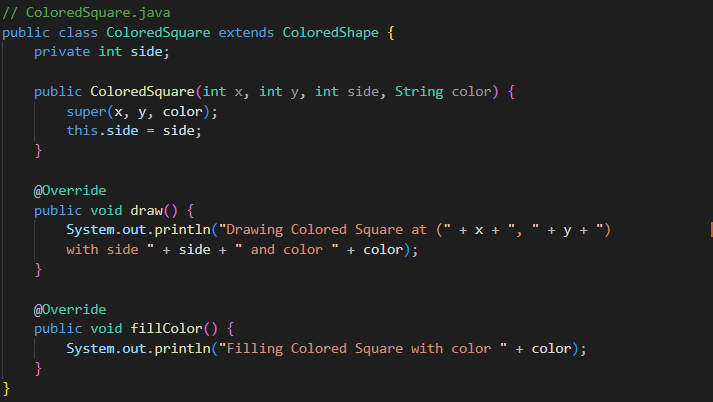 // ColoredSquare.java
public class ColoredSquare extends ColoredShape {
    private int side;
    public ColoredSquare(int x, int y, int side, String color) {
        super(x, y, color);
        this.side = side;
    }
    @Override
    public void draw() {
        System.out.println("Drawing Colored Square at (" + x + ", " + y + ")
        with side " + side + " and color " + color);
    }
    @Override
    public void fillColor() {
        System.out.println("Filling Colored Square with color " + color);
    }
}